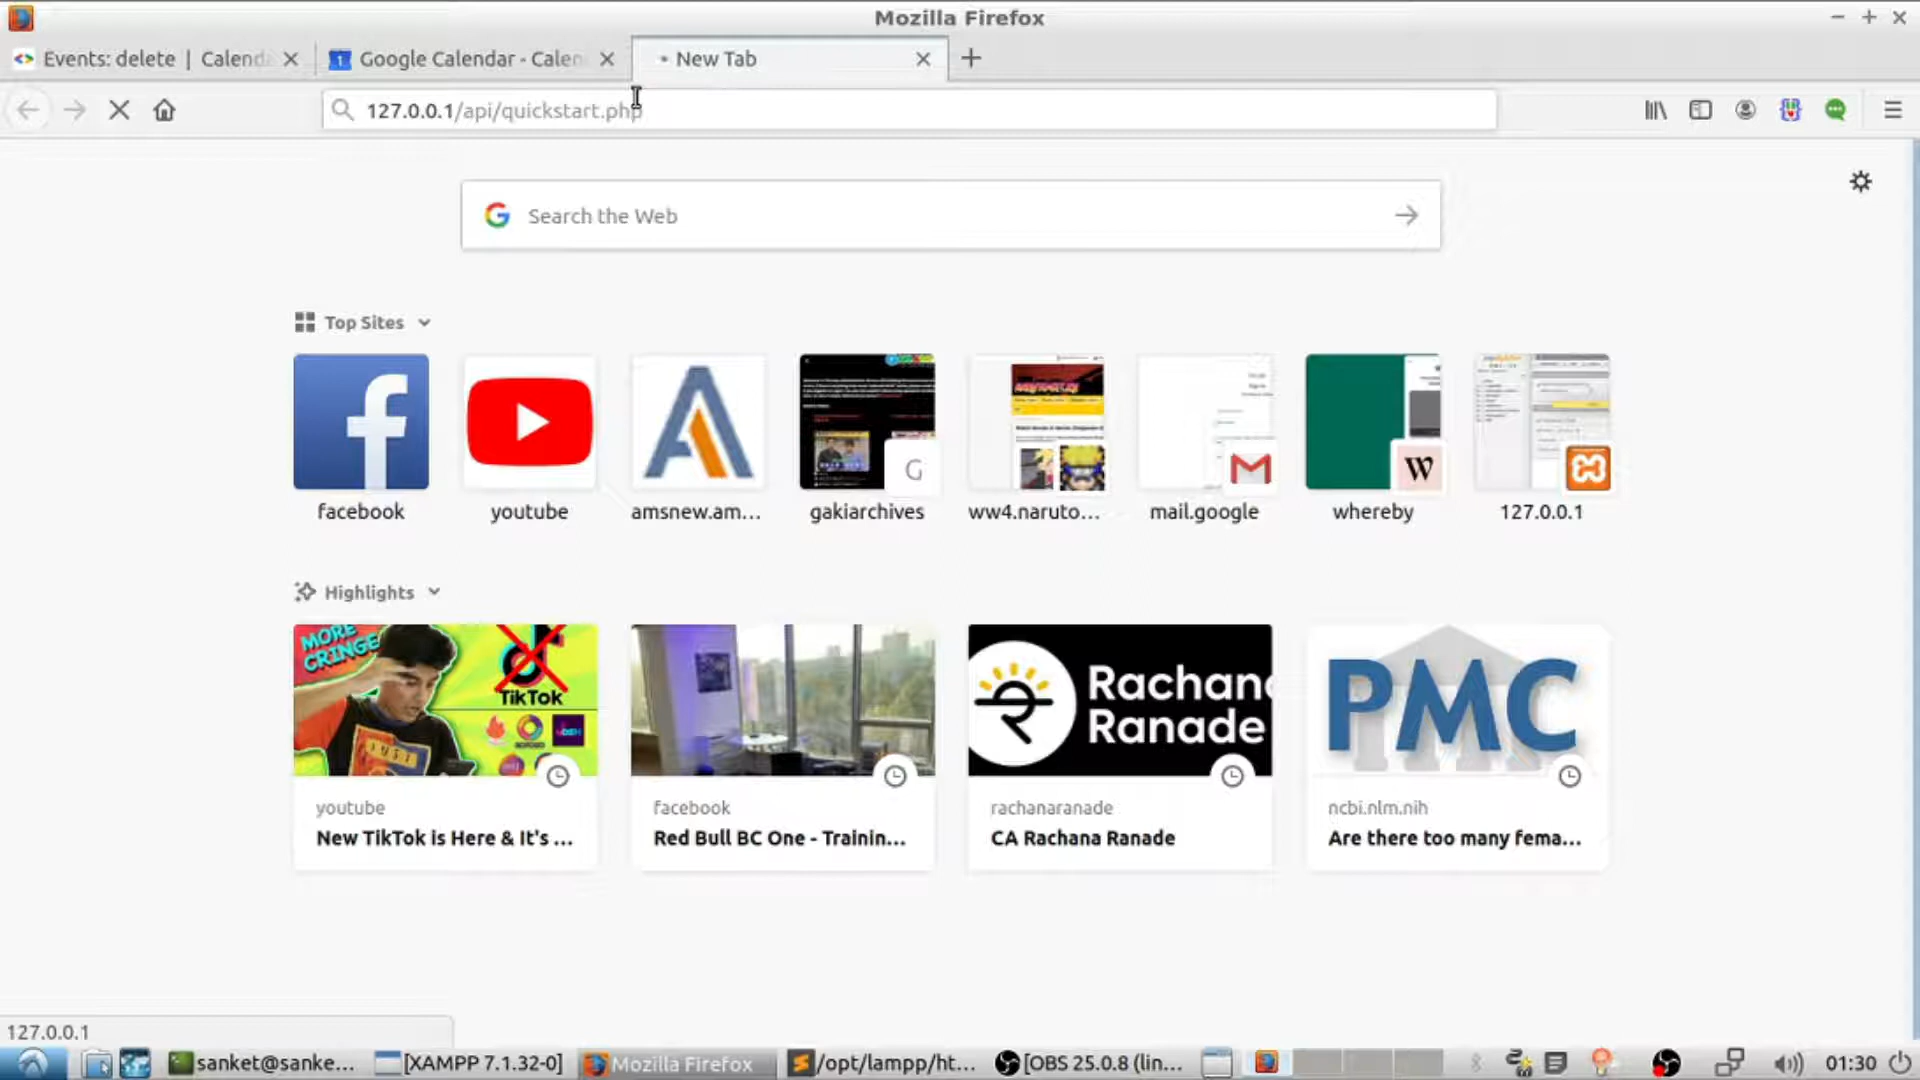 Mozilla Firefox
Events: delete | Calenda
Google Calendar - Calen
New Tab
127.0.0.1/api/quickstart.php
Search the Web
Top Sites
G
W
facebook
youtube
amsnew.am...
gakiarchives
ww4.naruto...
mail.google
whereby
127.0.0.1
Highlights
MORE
CRINGE
TikTok
Rachana
Ranade
PMC
youtube
New TikTok is Here & It's ...
facebook
Red Bull BC One - Trainin...
rachanaranade
CA Rachana Ranade
ncbi.nlm.nih
Are there too many fema...
127.0.0.1
sanket@sanke...
[XAMPP 7.1.32-0]
Mozilla Firefox
/opt/lampp/ht...
[OBS 25.0.8 (lin...
01:30